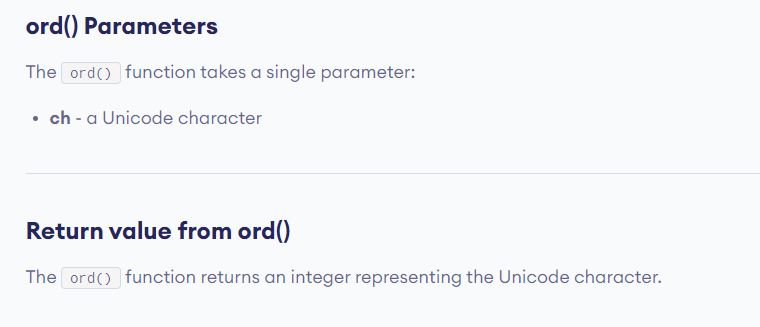 ord() Parameters
The ord() function takes a single parameter:
• ch - a Unicode character
Return value from ord()
The ord() function returns an integer representing the Unicode character.